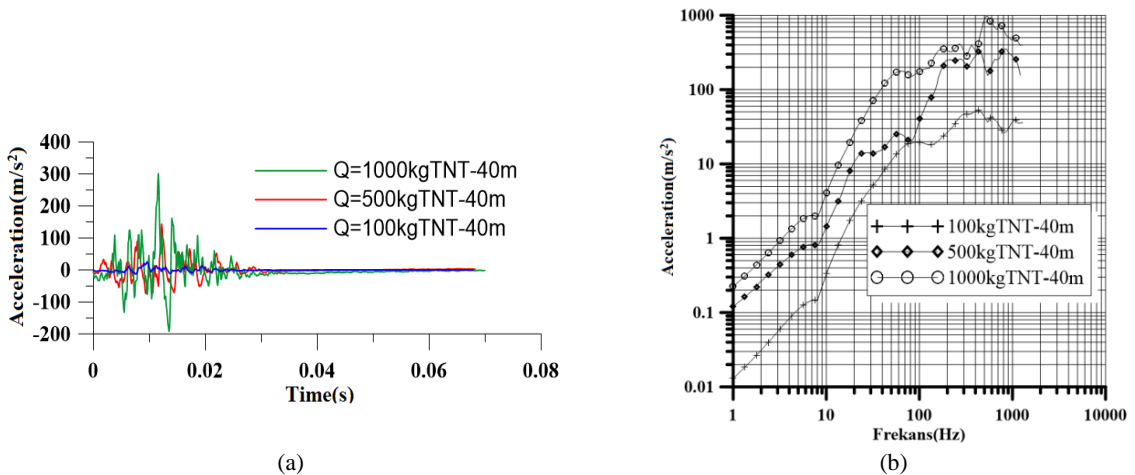 400
300
200
100
0
-100
-200
Acceleration(m/s²)
0
0.02
0.04
0.06
0.08
Time(s)
Q=1000kgTNT-40m
Q=500kgTNT-40m
Q=100kgTNT-40m
(a)
1000
100
10
1
0.1
0.01
Acceleration(m/s²)
1
10
100
1000
10000
Frekans(Hz)
100kgTNT-40m
500kgTNT-40m
1000kgTNT-40m
(b)